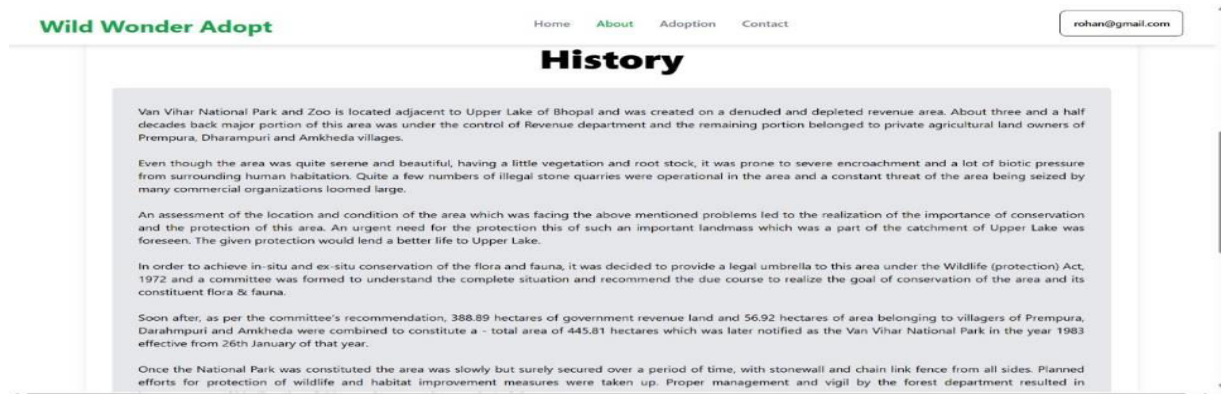 Wild Wonder Adopt
Home About Adoption Contact
rohan@gmail.com
History
Van Vihar National Park and Zoo is located adjacent to Upper Lake of Bhopal and was created on a denuded and depleted revenue area. About three and a half
decades back major portion of this area was under the control of Revenue department and the remaining portion belonged to private agricultural land owners of
Prempura, Dharampuri and Amkheda villages.
Even though the area was quite serene and beautiful, having a little vegetation and root stock, it was prone to severe encroachment and a lot of biotic pressure
from surrounding human habitation. Quite a few numbers of illegal stone quarries were operational in the area and a constant threat of the area being seized by
many commercial organizations loomed large.
An assessment of the location and condition of the area which was facing the above mentioned problems led to the realization of the importance of conservation
and the protection of this area. An urgent need for the protection this of such an important landmass which was a part of the catchment of Upper Lake was
foreseen. The given protection would lend a better life to Upper Lake.
In order to achieve in-situ and ex-situ conservation of the flora and fauna, it was decided to provide a legal umbrella to this area under the Wildlife (protection) Act,
1972 and a committee was formed to understand the complete situation and recommend the due course to realize the goal of conservation of the area and its
constituent flora & fauna.
Soon after, as per the committee's recommendation, 388.89 hectares of government revenue land and 56.92 hectares of area belonging to villagers of Prempura,
Darahmpuri and Amkheda were combined to constitute a - total area of 445.81 hectares which was later notified as the Van Vihar National Park in the year 1983
effective from 26th January of that year.
Once the National Park was constituted the area was slowly but surely secured over a period of time, with stonewall and chain link fence from all sides. Planned
efforts for protection of wildlife and habitat improvement measures were taken up. Proper management and vigil by the forest department resulted in